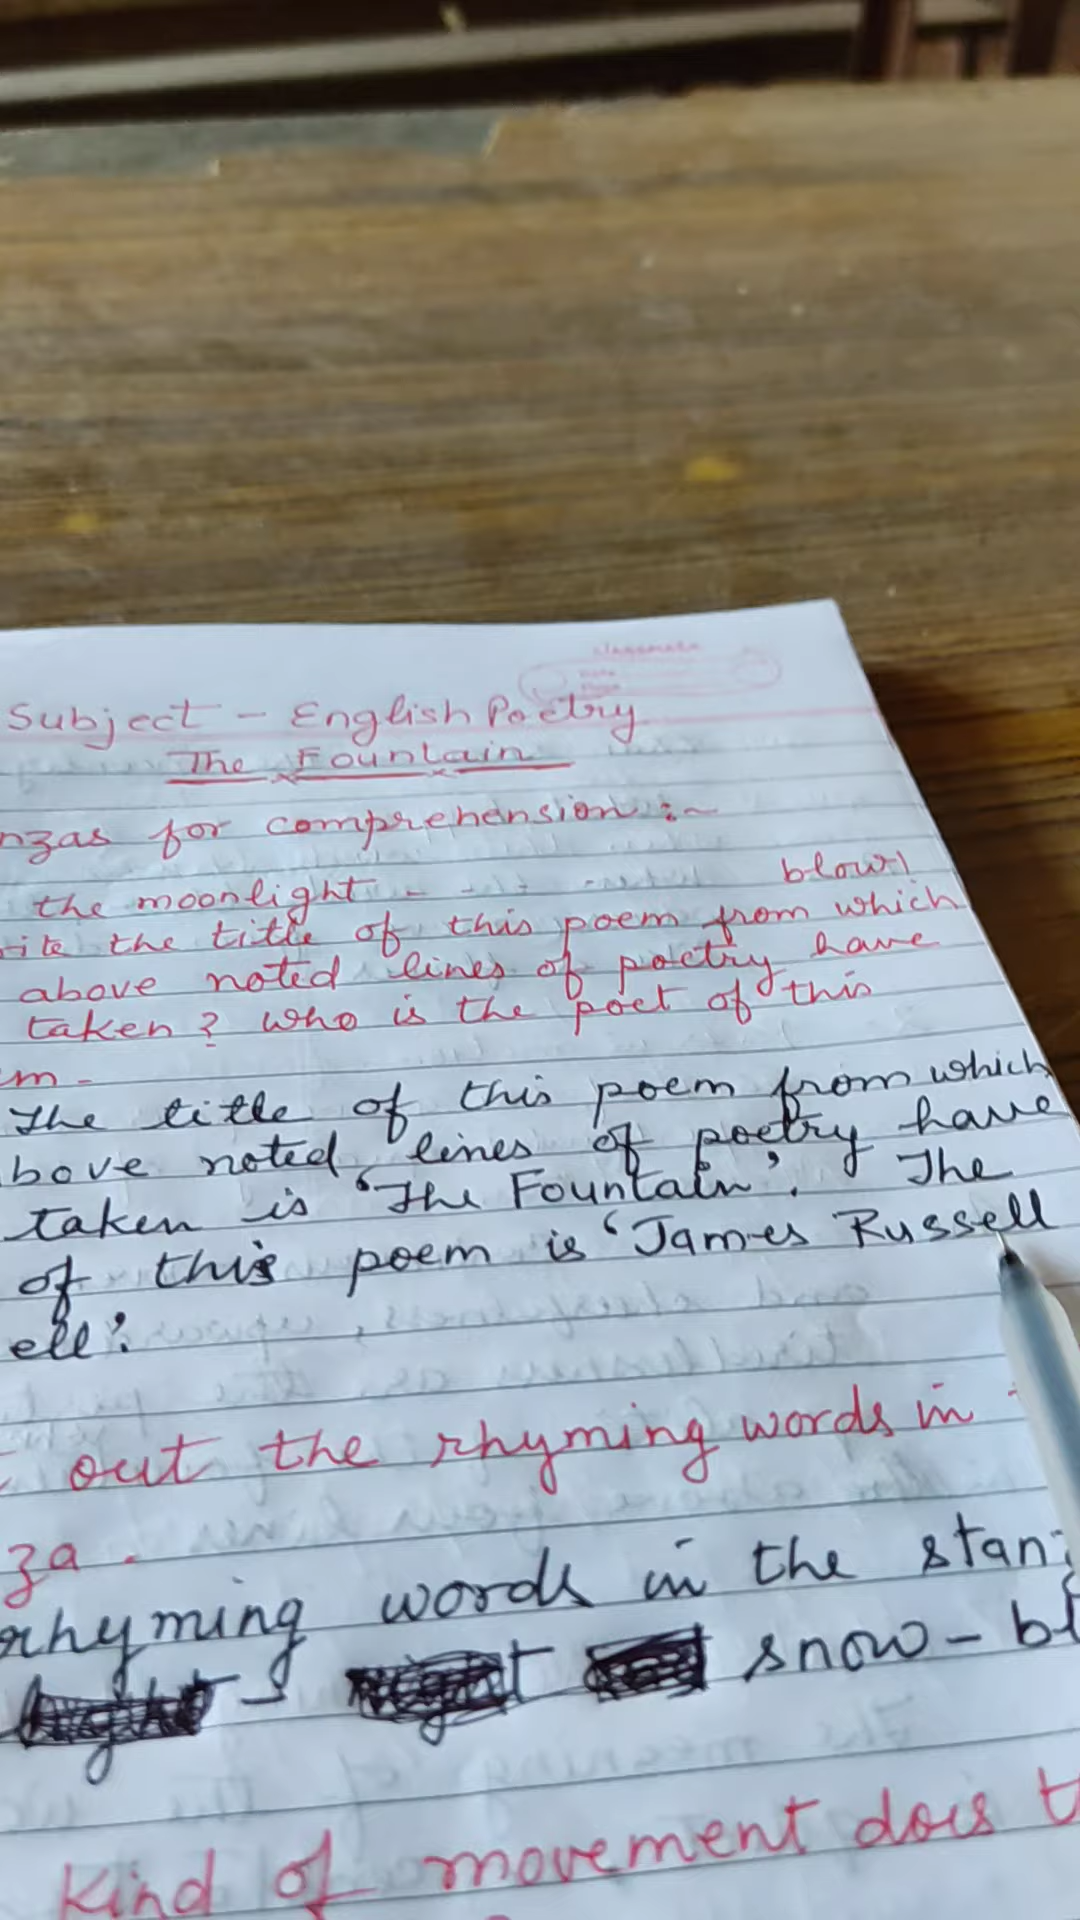 Subject - English Poetry
The Fountain
nzas for comprehension :~
the moonlight - - - - blow!
ite the title of this poem from which
above noted lines of poetry have
taken? who is the poet of this
m -
The title of this poem from which
bove noted lines of poetry have
taken is 'The Fountain'. The
of this poem is 'James Russell
ell'.
out the rhyming words in
za.
rhyming words in the stan
snow - bl
Kind of movement does t